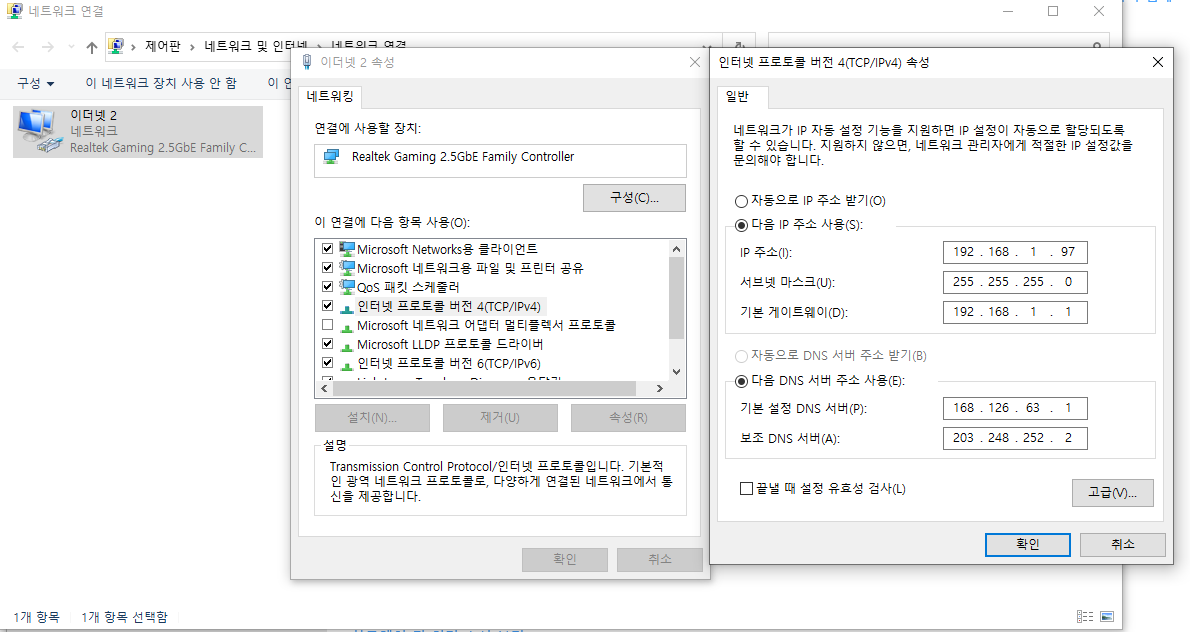 네트워크 연결
제어판 > 네트워크 및 인터넷 > 네트워크 연결
구성
이 네트워크 장치 사용 안 함
이더넷 2
네트워크
Realtek Gaming 2.5GbE Family C...
1개 항목
1개 항목 선택함
이더넷 2 속성
네트워킹
연결에 사용할 장치:
Realtek Gaming 2.5GbE Family Controller
구성(C)...
이 연결에 다음 항목 사용(O):
Microsoft Networks용 클라이언트
Microsoft 네트워크용 파일 및 프린터 공유
QoS 패킷 스케줄러
인터넷 프로토콜 버전 4(TCP/IPv4)
Microsoft 네트워크 어댑터 멀티플렉서 프로토콜
Microsoft LLDP 프로토콜 드라이버
인터넷 프로토콜 버전 6(TCP/IPv6)
설치(N)...
제거(U)
속성(R)
설명
Transmission Control Protocol/인터넷 프로토콜입니다. 기본적
인 광역 네트워크 프로토콜로, 다양하게 연결된 네트워크에서 통
신을 제공합니다.
확인
취소
인터넷 프로토콜 버전 4(TCP/IPv4) 속성
일반
네트워크가 IP 자동 설정 기능을 지원하면 IP 설정이 자동으로 할당되도록
할 수 있습니다. 지원하지 않으면, 네트워크 관리자에게 적절한 IP 설정값을
문의해야 합니다.
자동으로 IP 주소 받기(O)
다음 IP 주소 사용(S):
IP 주소(I): 192 . 168 . 1 . 97
서브넷 마스크(U): 255 . 255 . 255 . 0
기본 게이트웨이(D): 192 . 168 . 1 . 1
자동으로 DNS 서버 주소 받기(B)
다음 DNS 서버 주소 사용(E):
기본 설정 DNS 서버(P): 168 . 126 . 63 . 1
보조 DNS 서버(A): 203 . 248 . 252 . 2
끝낼 때 설정 유효성 검사(L)
고급(V)...
확인
취소